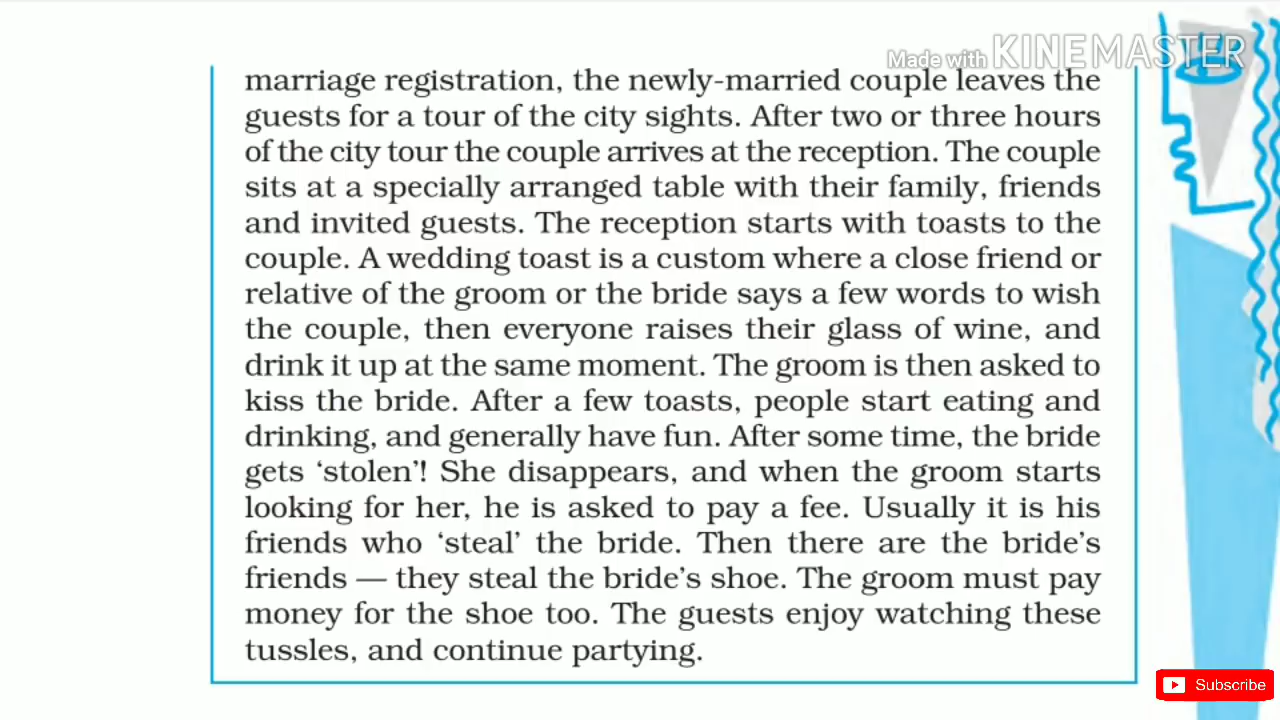 Made with KINEMASTER
marriage registration, the newly-married couple leaves the
guests for a tour of the city sights. After two or three hours
of the city tour the couple arrives at the reception. The couple
sits at a specially arranged table with their family, friends
and invited guests. The reception starts with toasts to the
couple. A wedding toast is a custom where a close friend or
relative of the groom or the bride says a few words to wish
the couple, then everyone raises their glass of wine, and
drink it up at the same moment. The groom is then asked to
kiss the bride. After a few toasts, people start eating and
drinking, and generally have fun. After some time, the bride
gets ‘stolen’! She disappears, and when the groom starts
looking for her, he is asked to pay a fee. Usually it is his
friends who ‘steal’ the bride. Then there are the bride’s
friends — they steal the bride’s shoe. The groom must pay
money for the shoe too. The guests enjoy watching these
tussles, and continue partying.
Subscribe